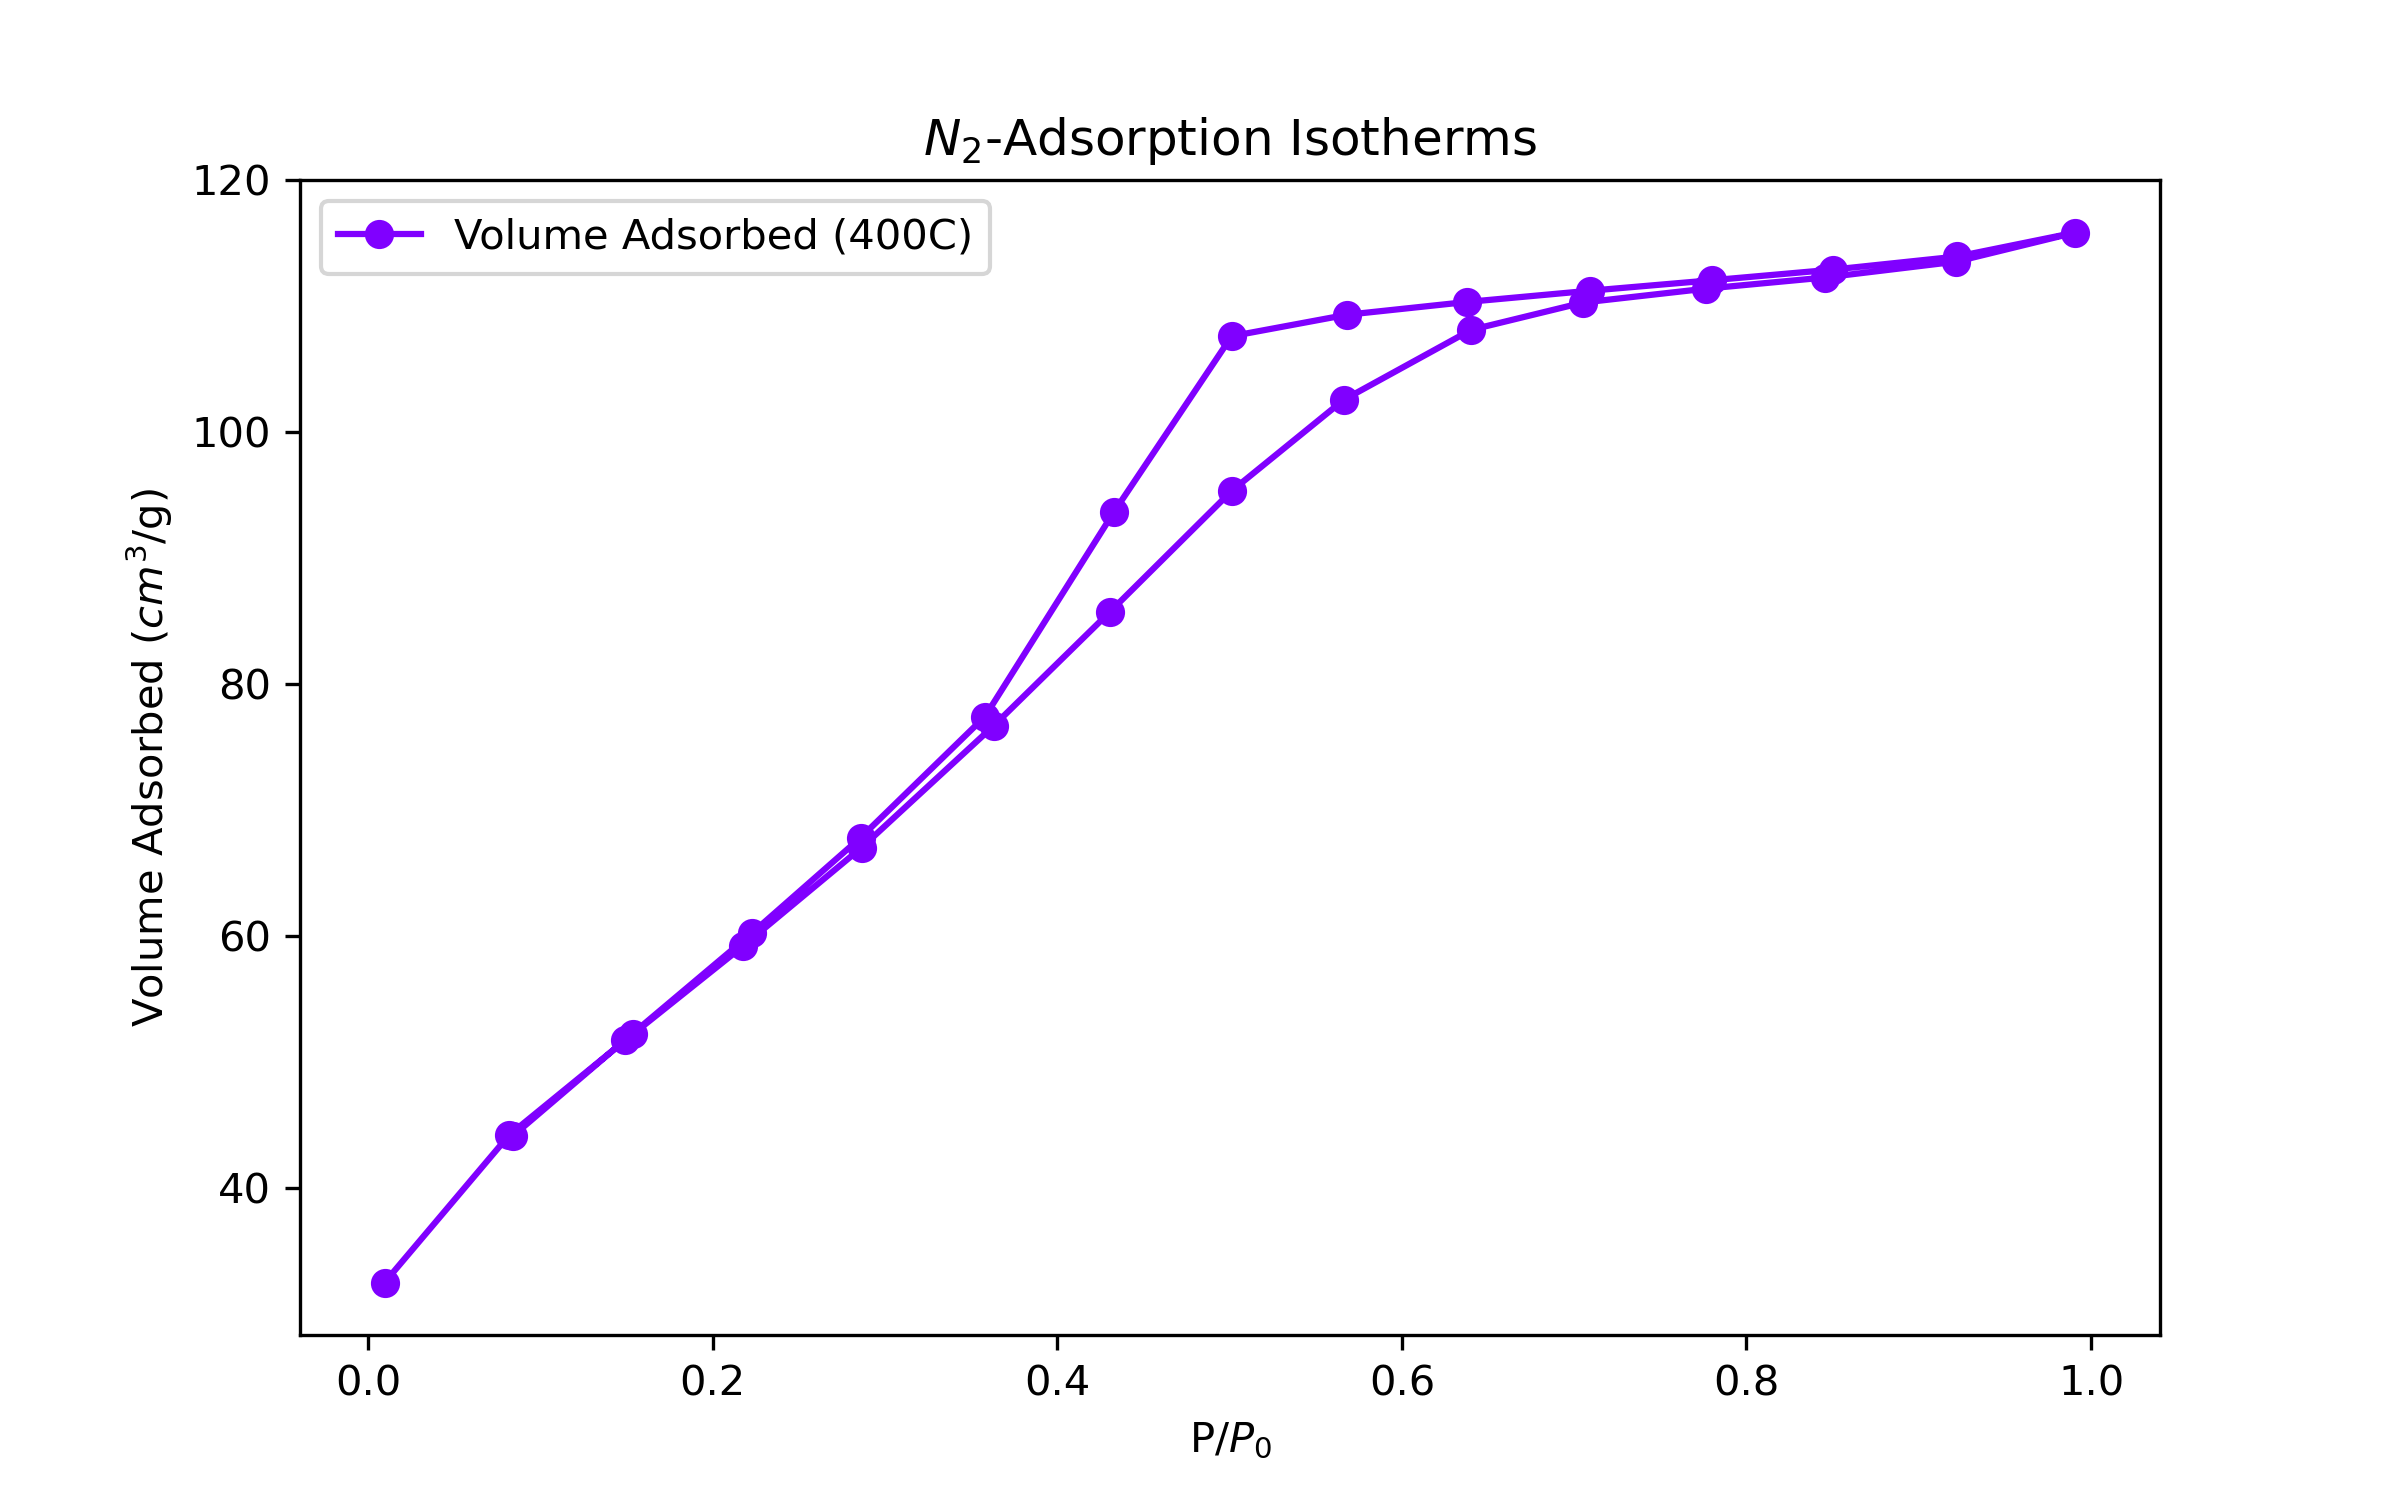 N₂-Adsorption Isotherms
Volume Adsorbed (400C)
120
100
80
60
40
Volume Adsorbed (cm³/g)
0.0 0.2 0.4 0.6 0.8 1.0
P/P₀